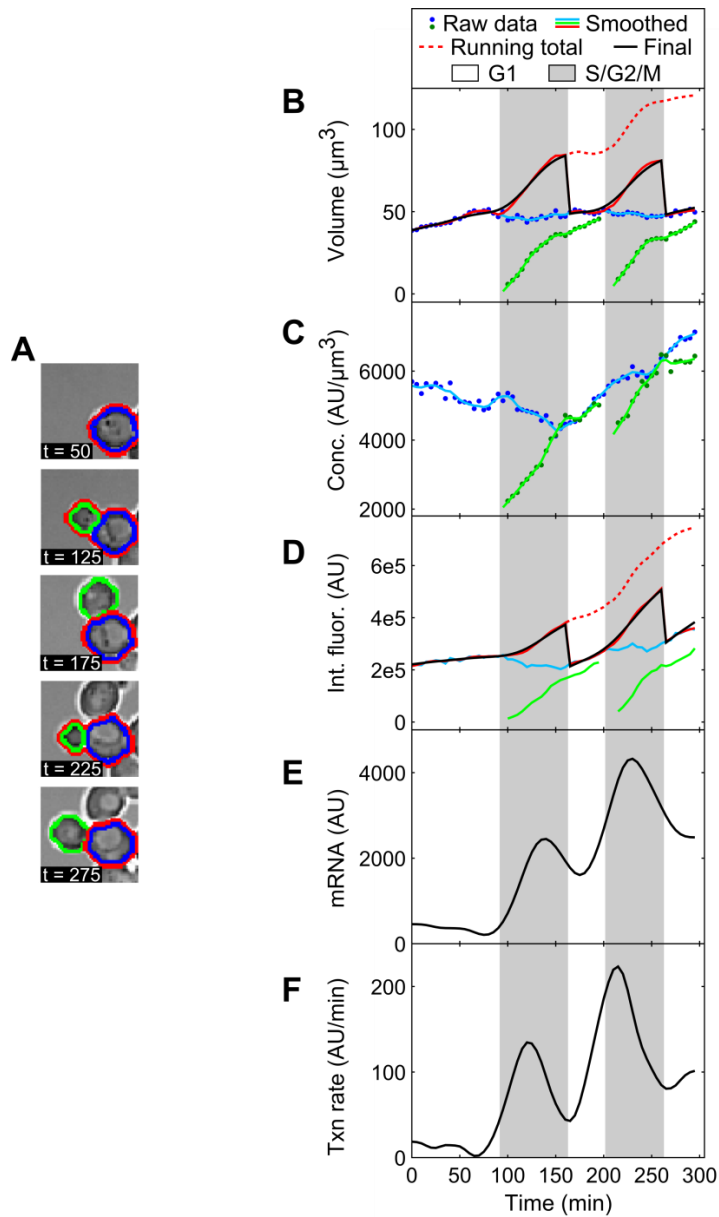 Raw data Smoothed
Running total Final
G1 S/G2/M
B
Volume (µm³)
100
50
0
C
Conc. (AU/µm³)
6000
4000
2000
A
t = 50
t = 125
t = 175
t = 225
t = 275
D
Int. fluor. (AU)
6e5
4e5
2e5
0
E
mRNA (AU)
4000
2000
0
F
Txn rate (AU/min)
200
100
0
0 50 100 150 200 250 300
Time (min)